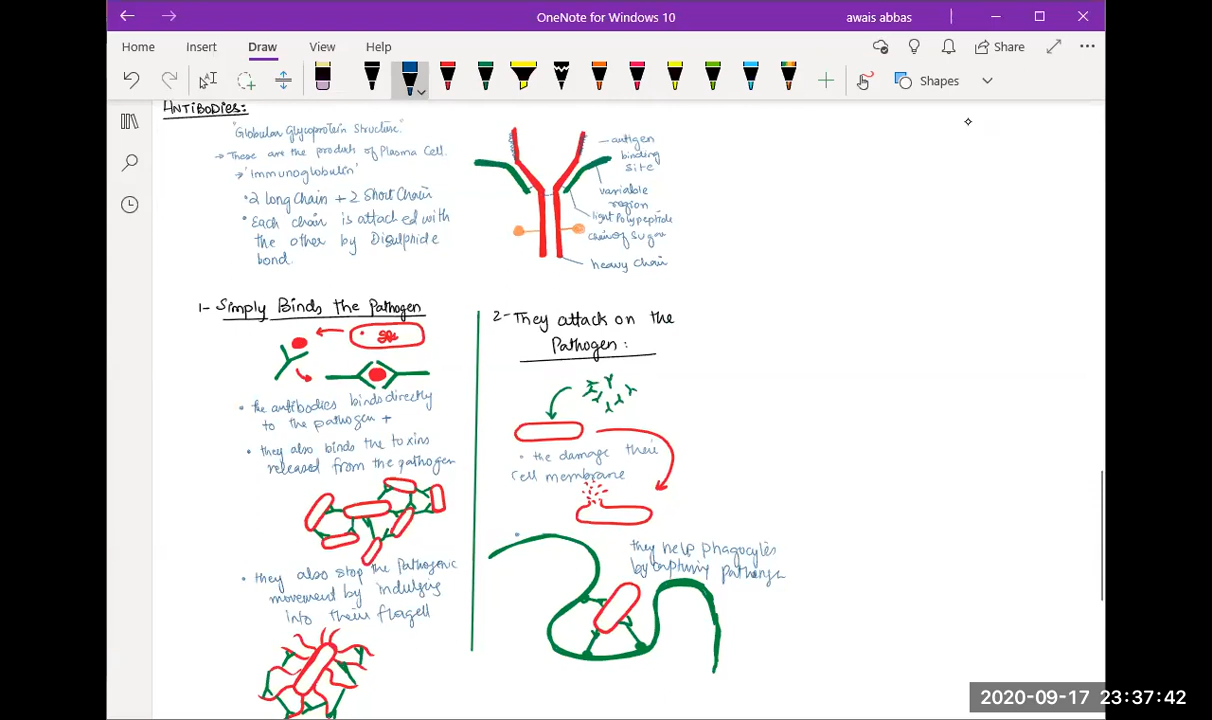 OneNote for Windows 10
awais abbas
Home Insert Draw View Help
Share
Shapes
ANTIBODIES:
"Globular Glycoprotein Structure"
→ These are the product of Plasma Cell.
→ 'Immunoglobulin'
• 2 long Chain + 2 Short Chain
• Each chain is attached with
the other by Disulphide
bond.
antigen
binding
site
variable
region
light Polypeptide
chain of Sugar
heavy Chain
1- Simply Binds the Pathogen
• the antibodies binds directly
to the pathogen +
• they also binds the toxins
released from the pathogen
• they also stop the Pathogenic
movement by indulging
into their flagell
2- They attack on the
Pathogen:
• the damage their
Cell membrane
they help phagocytes
by capturing pathogen
2020-09-17 23:37:42